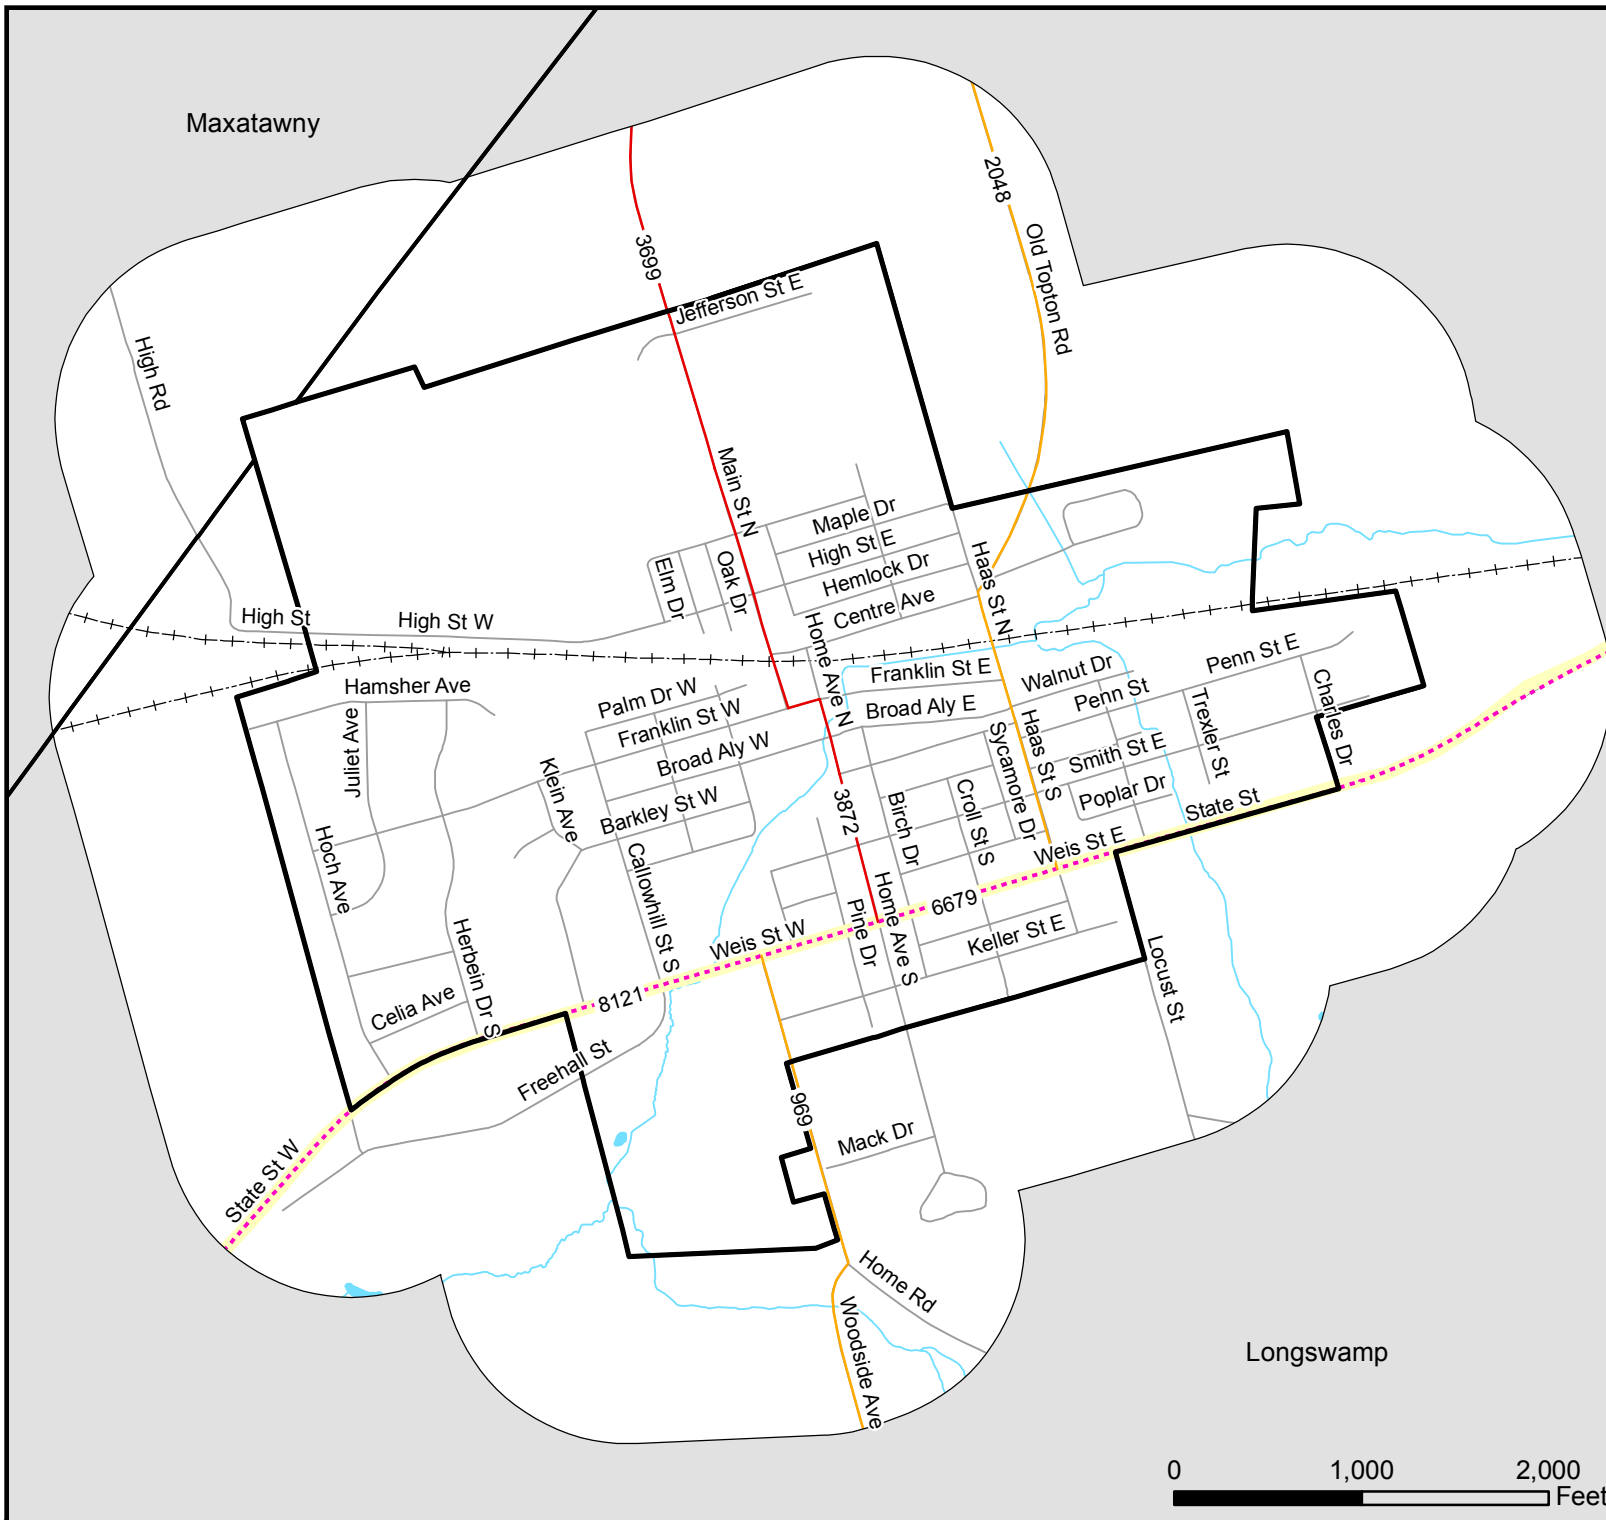 Maxatawny
2048
3699
Old Topton Rd
Jefferson St E
High Rd
Main St N
Maple Dr
High St E
Hemlock Dr
Centre Ave
Elm Dr
Oak Dr
Haas St N
High St
High St W
Home Ave N
Franklin St E
Walnut Dr
Penn St E
Hamsher Ave
Palm Dr W
Franklin St W
Broad Aly E
Penn St
Charles Dr
Juliet Ave
Broad Aly W
Sycamore Dr
Haas St S
Smith St E
Trexler St
Klein Ave
Barkley St W
3872
Birch Dr
Croll St S
Poplar Dr
State St
Hoch Ave
Callowhill St S
Weis St E
Herbein Dr S
Weis St W
Pine Dr
Home Ave S
6679
Keller St E
Celia Ave
8121
Locust St
Freehall St
969
Mack Dr
State St W
Home Rd
Woodside Ave
Longswamp
0 1,000 2,000
Feet